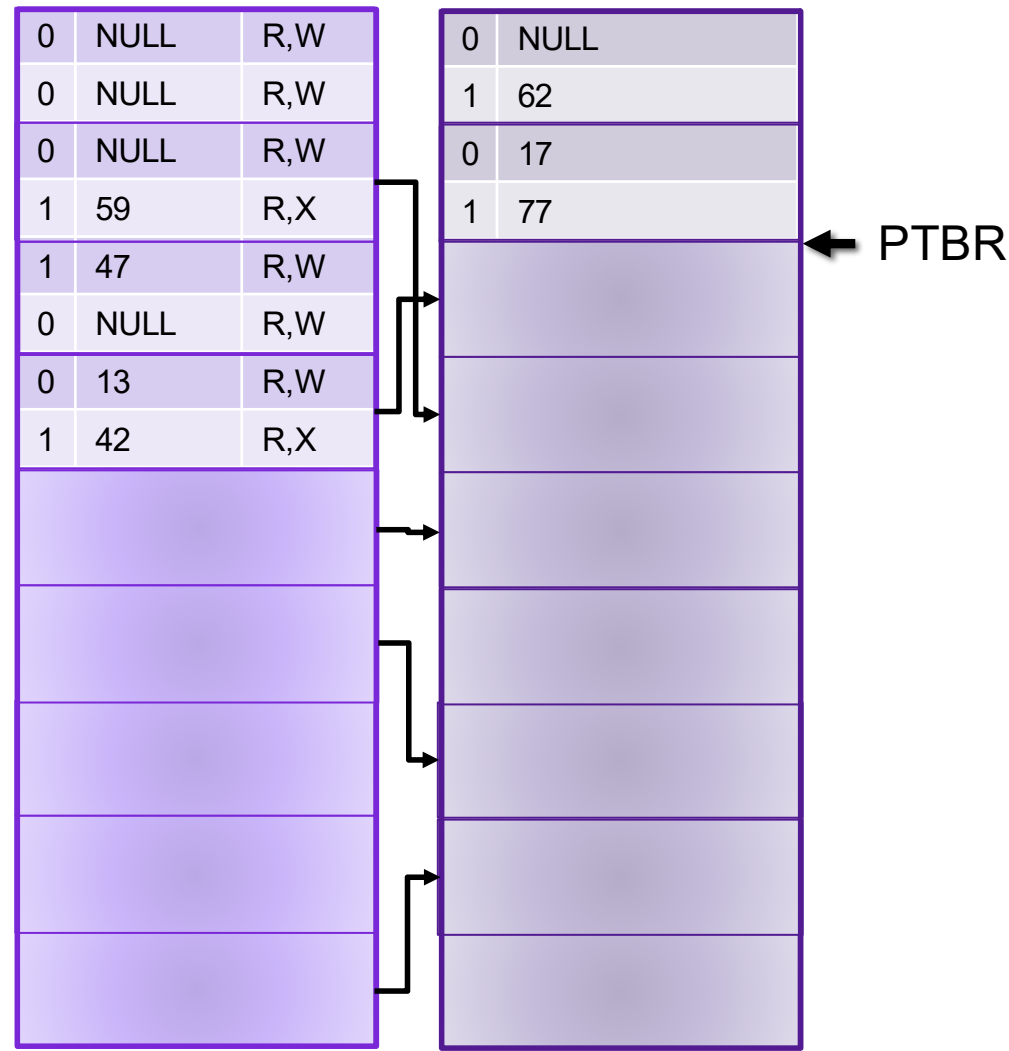 0 NULL R,W
0 NULL R,W
0 NULL R,W
1 59 R,X
1 47 R,W
0 NULL R,W
0 13 R,W
1 42 R,X
0 NULL
1 62
0 17
1 77
PTBR